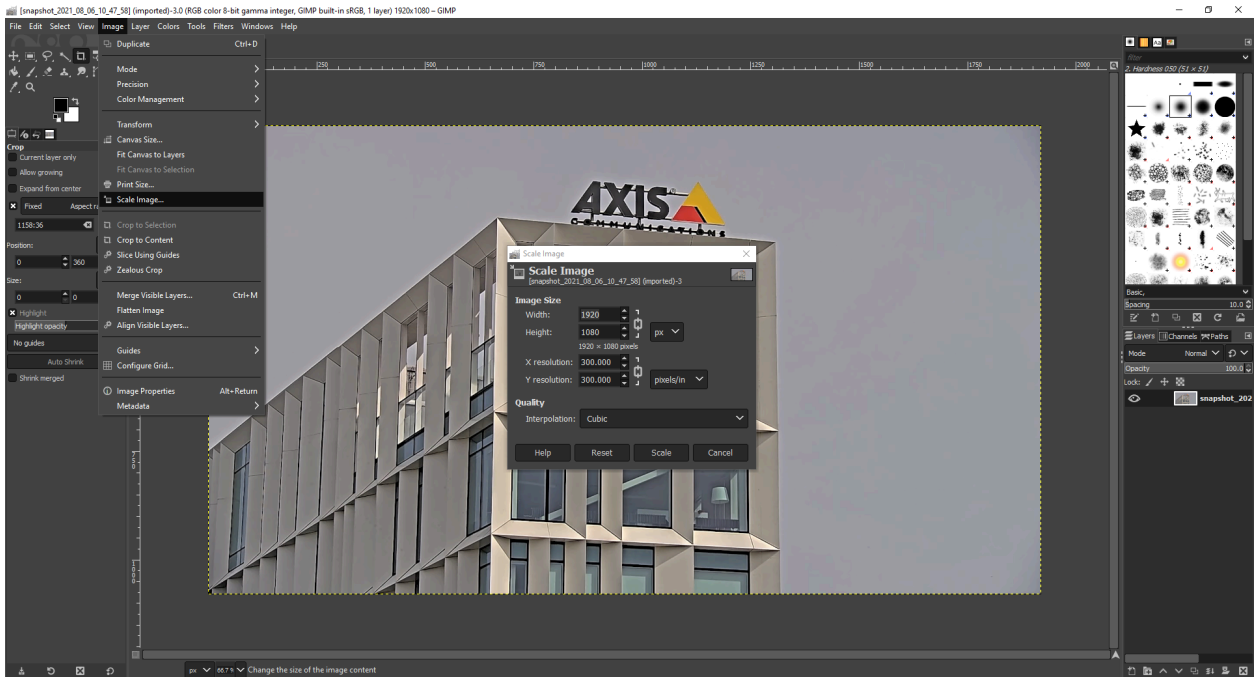 [snapshot_2021_08_06_10_47_58] (imported)-3.0 (RGB color 8-bit gamma integer, GIMP built-in sRGB, 1 layer) 1920x1080 – GIMP
File Edit Select View Image Layer Colors Tools Filters Windows Help
Duplicate Ctrl+D
Mode
Precision
Color Management
Transform
Canvas Size...
Fit Canvas to Layers
Fit Canvas to Selection
Print Size...
Scale Image...
Crop to Selection
Crop to Content
Slice Using Guides
Zealous Crop
Merge Visible Layers... Ctrl+M
Flatten Image
Align Visible Layers...
Guides
Configure Grid...
Image Properties Alt+Return
Metadata
Crop
Current layer only
Allow growing
Expand from center
Fixed Aspect
1158:36
Position:
0 360
Size:
0 0
Highlight
Highlight opacity
No guides
Auto Shrink
Shrink merged
250 500 750 1000 1250 1500 1750 2000
750
1000
AXIS
COMMUNICATIONS
Scale Image
Scale Image
[snapshot_2021_08_06_10_47_58] (imported)-3
Image Size
Width: 1920
Height: 1080 px
1920 × 1080 pixels
X resolution: 300.000
Y resolution: 300.000 pixels/in
Quality
Interpolation: Cubic
Help Reset Scale Cancel
px 66.7 % Change the size of the image content
Aa
filter
2. Hardness 050 (51 × 51)
Basic,
Spacing 10.0
Layers Channels Paths
Mode Normal
Opacity 100.0
Lock:
snapshot_202